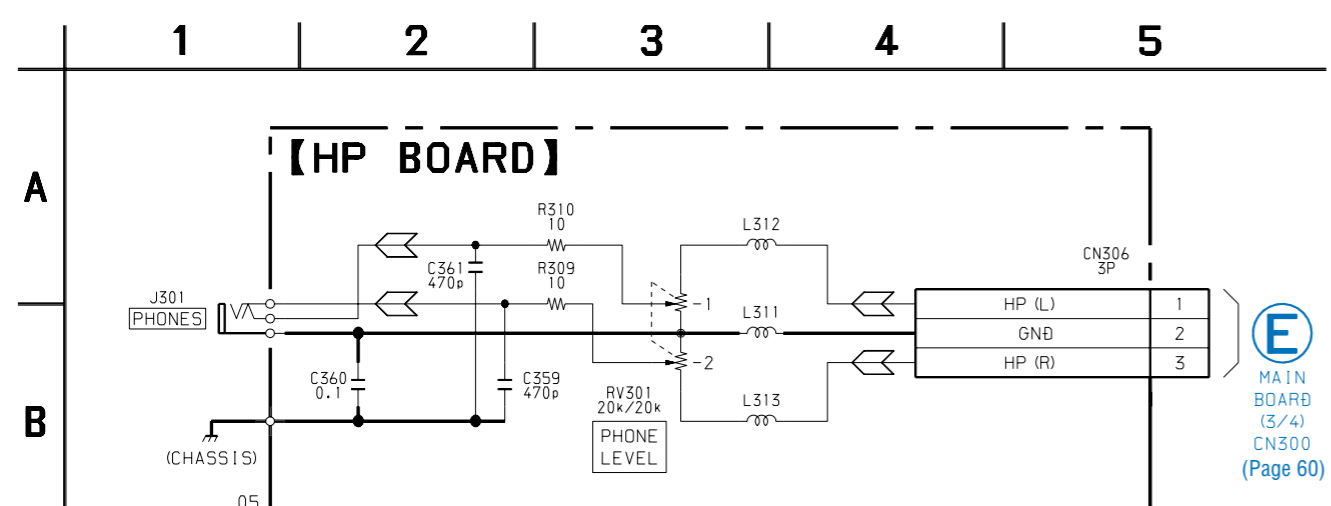 1 2 3 4 5
A
【HP BOARD】
R310
10
L312
C361
470p
R309
10
CN306
3P
J301
PHONES
-1
L311
HP (L) 1
GND 2
HP (R) 3
E
MAIN
BOARD
(3/4)
CN300
(Page 60)
B
C360
0.1
C359
470p
-2
RV301
20k/20k
L313
PHONE
LEVEL
(CHASSIS)
05